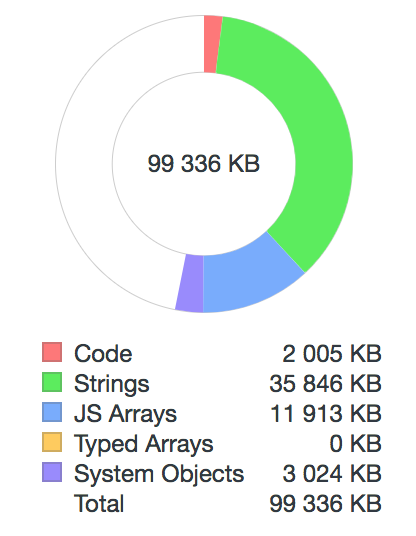 99 336 KB
Code 2 005 KB
Strings 35 846 KB
JS Arrays 11 913 KB
Typed Arrays 0 KB
System Objects 3 024 KB
Total 99 336 KB